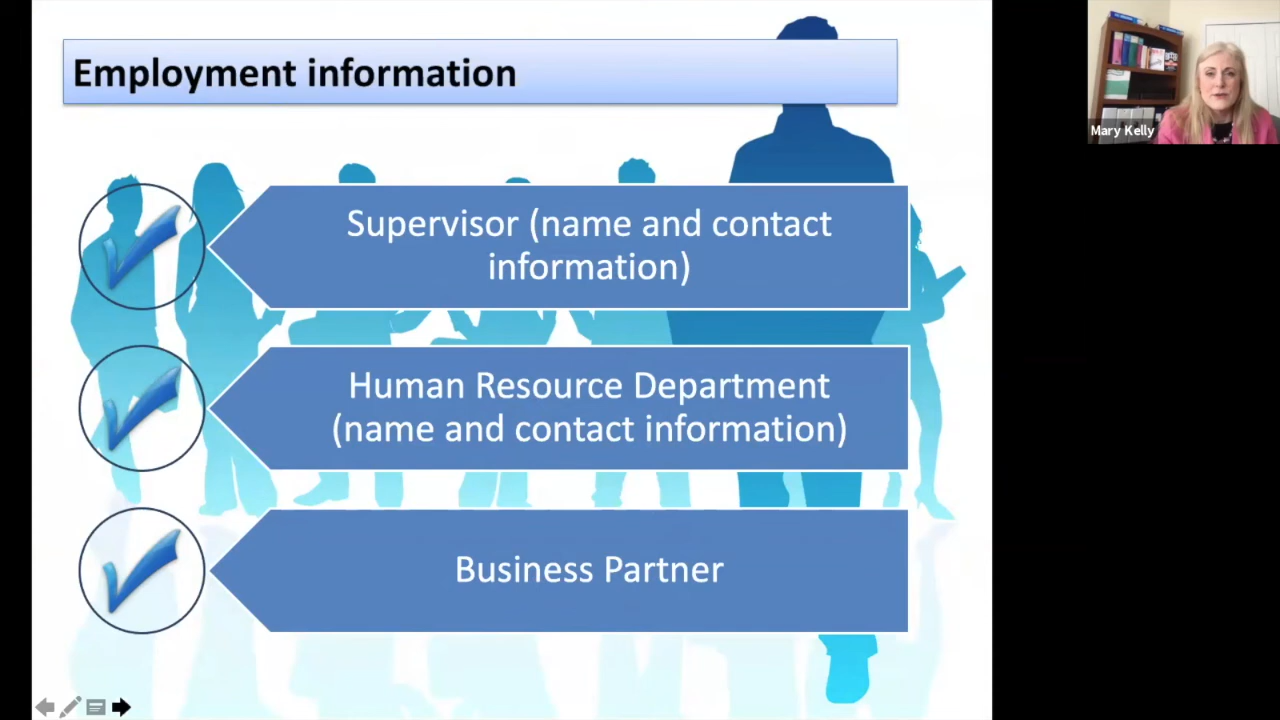 Employment information
Supervisor (name and contact
information)
Human Resource Department
(name and contact information)
Business Partner
Mary Kelly